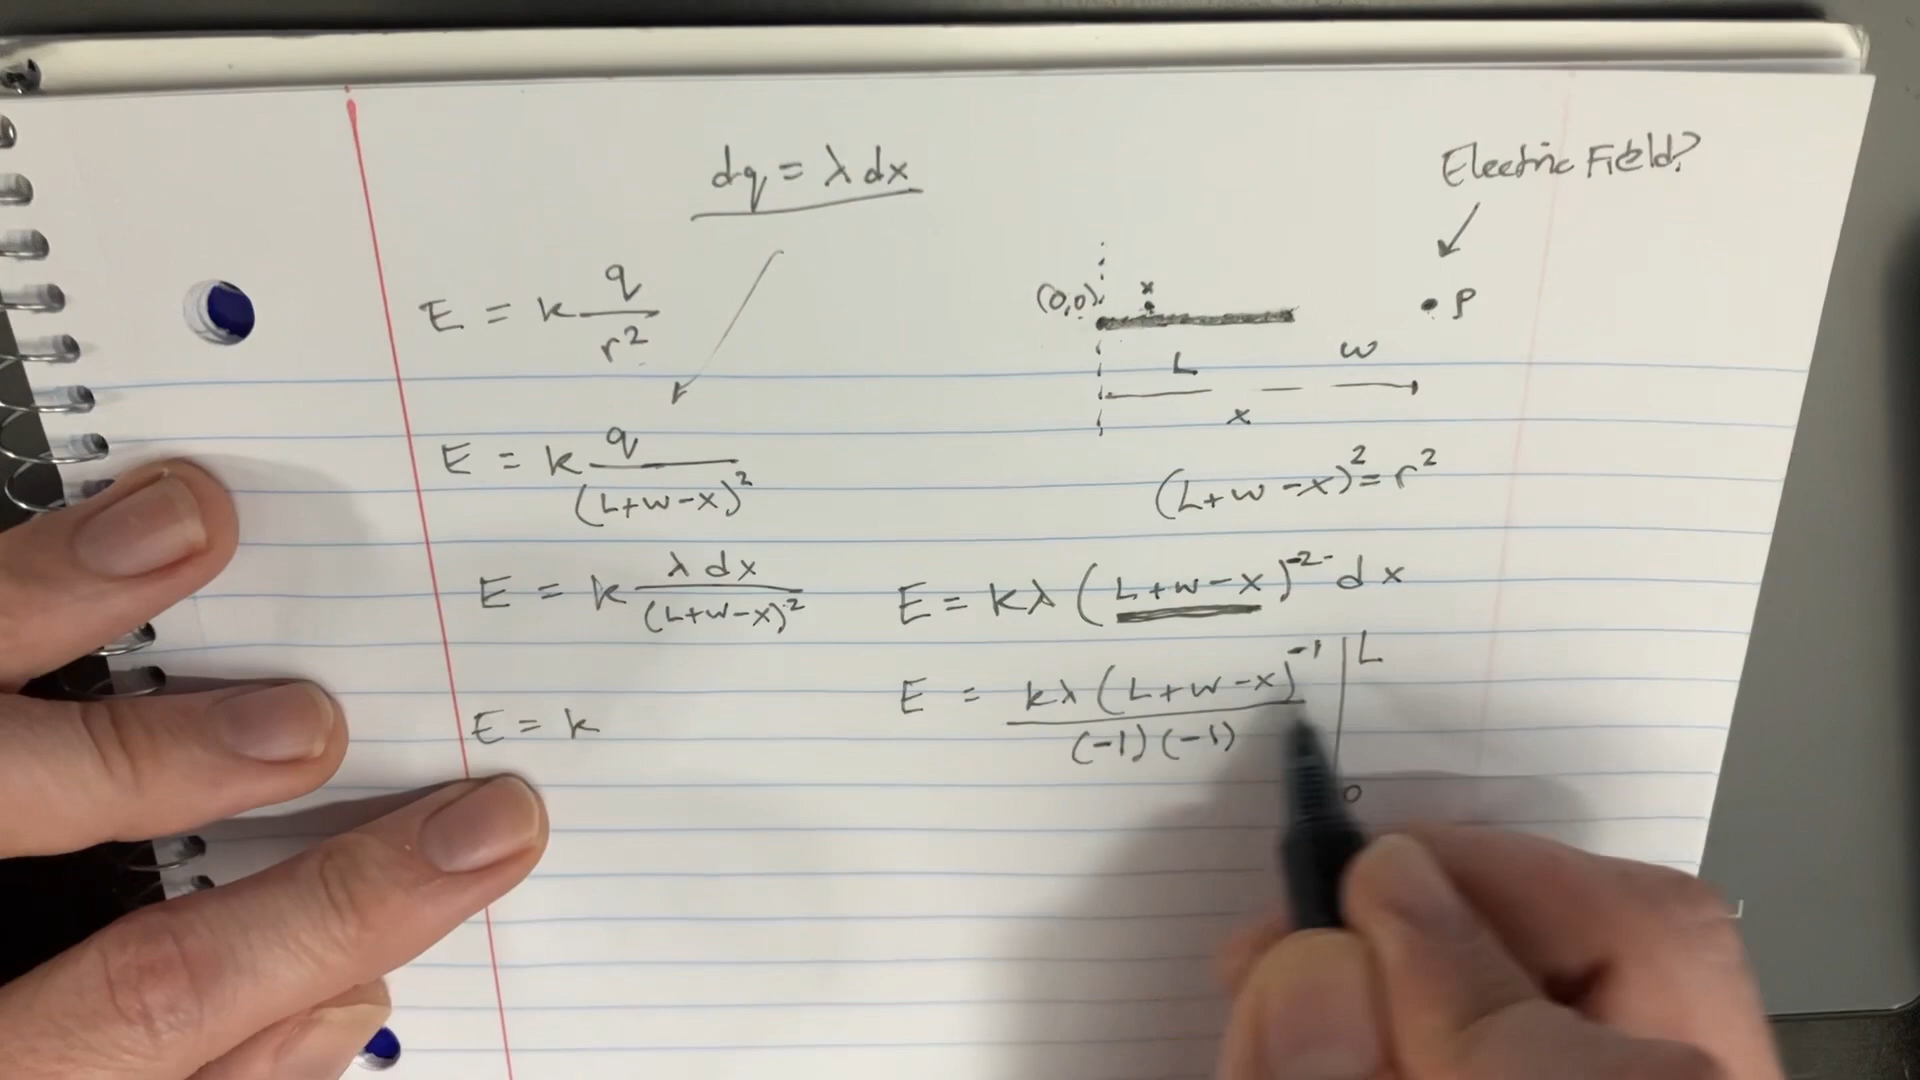 dq = λ dx
Electric Field?
E = k q / r²
(0,0)
x
P
L
w
x
E = k q / (L+w-x)²
(L+w-x)² = r²
E = k λ dx / (L+w-x)²
E = kλ (L+w-x)⁻² dx
E = k
E = kλ (L+w-x)⁻¹ / (-1)(-1) | L
0